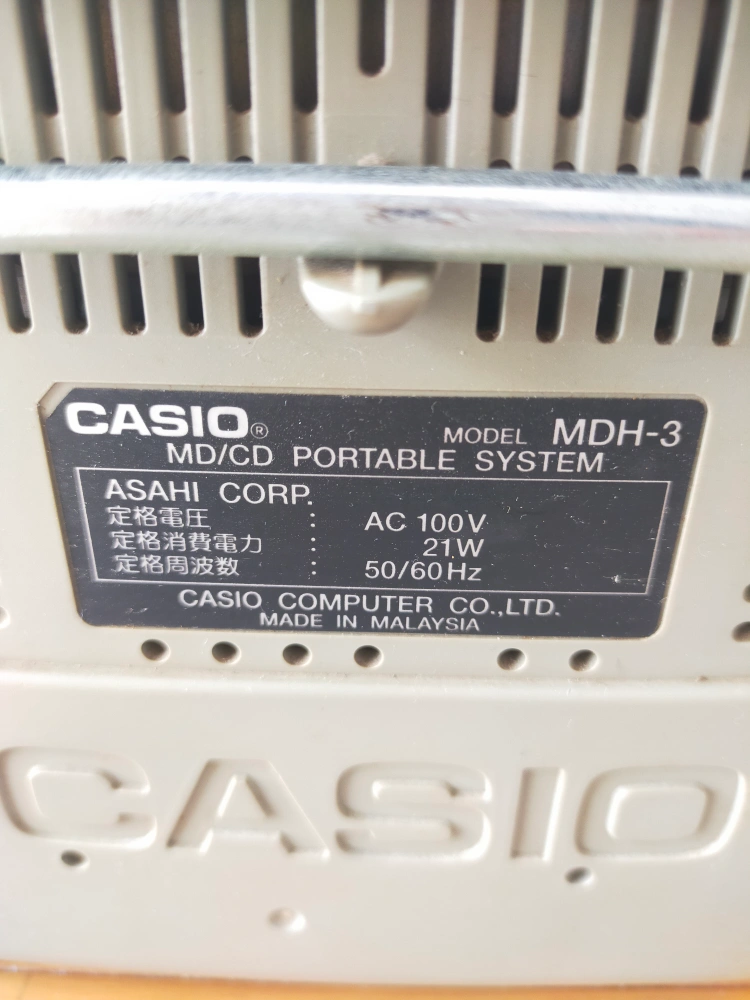 CASIO®
MODEL MDH-3
MD/CD PORTABLE SYSTEM
ASAHI CORP.
定格電圧 : AC 100V
定格消費電力 : 21W
定格周波数 : 50/60Hz
CASIO COMPUTER CO.,LTD.
MADE IN MALAYSIA
CASIO